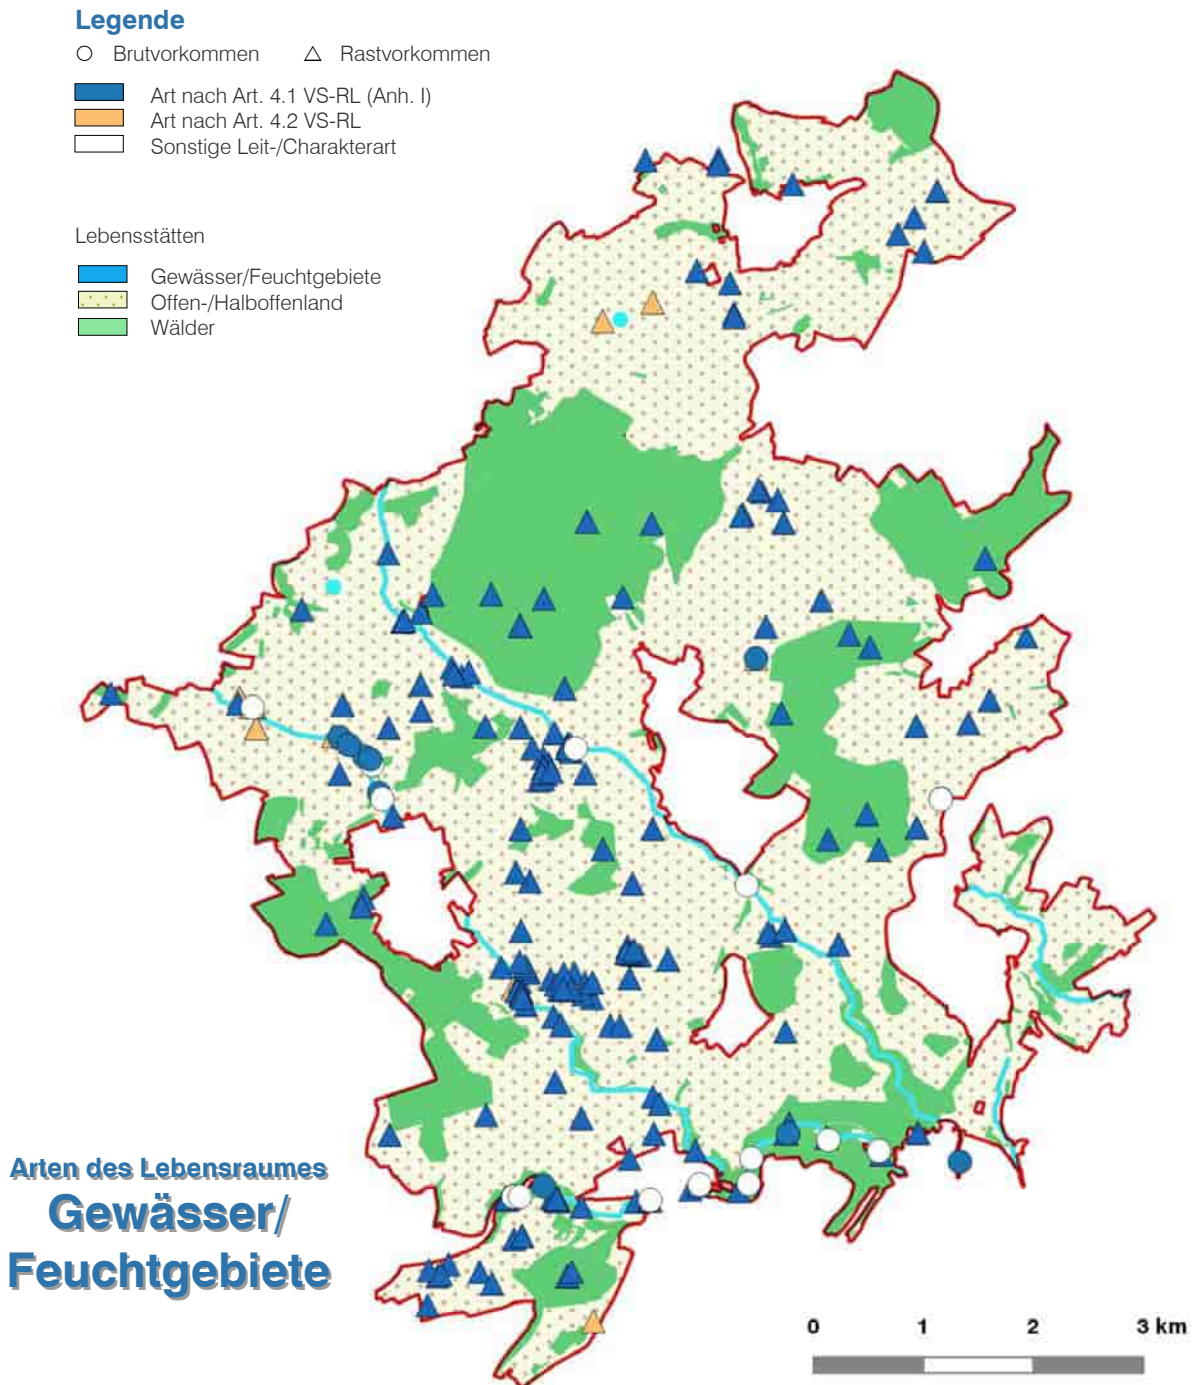 Legende
Brutvorkommen Rastvorkommen
Art nach Art. 4.1 VS-RL (Anh. I)
Art nach Art. 4.2 VS-RL
Sonstige Leit-/Charakterart
Lebensstätten
Gewässer/Feuchtgebiete
Offen-/Halboffenland
Wälder
Arten des Lebensraumes
Gewässer/
Feuchtgebiete
0 1 2 3 km